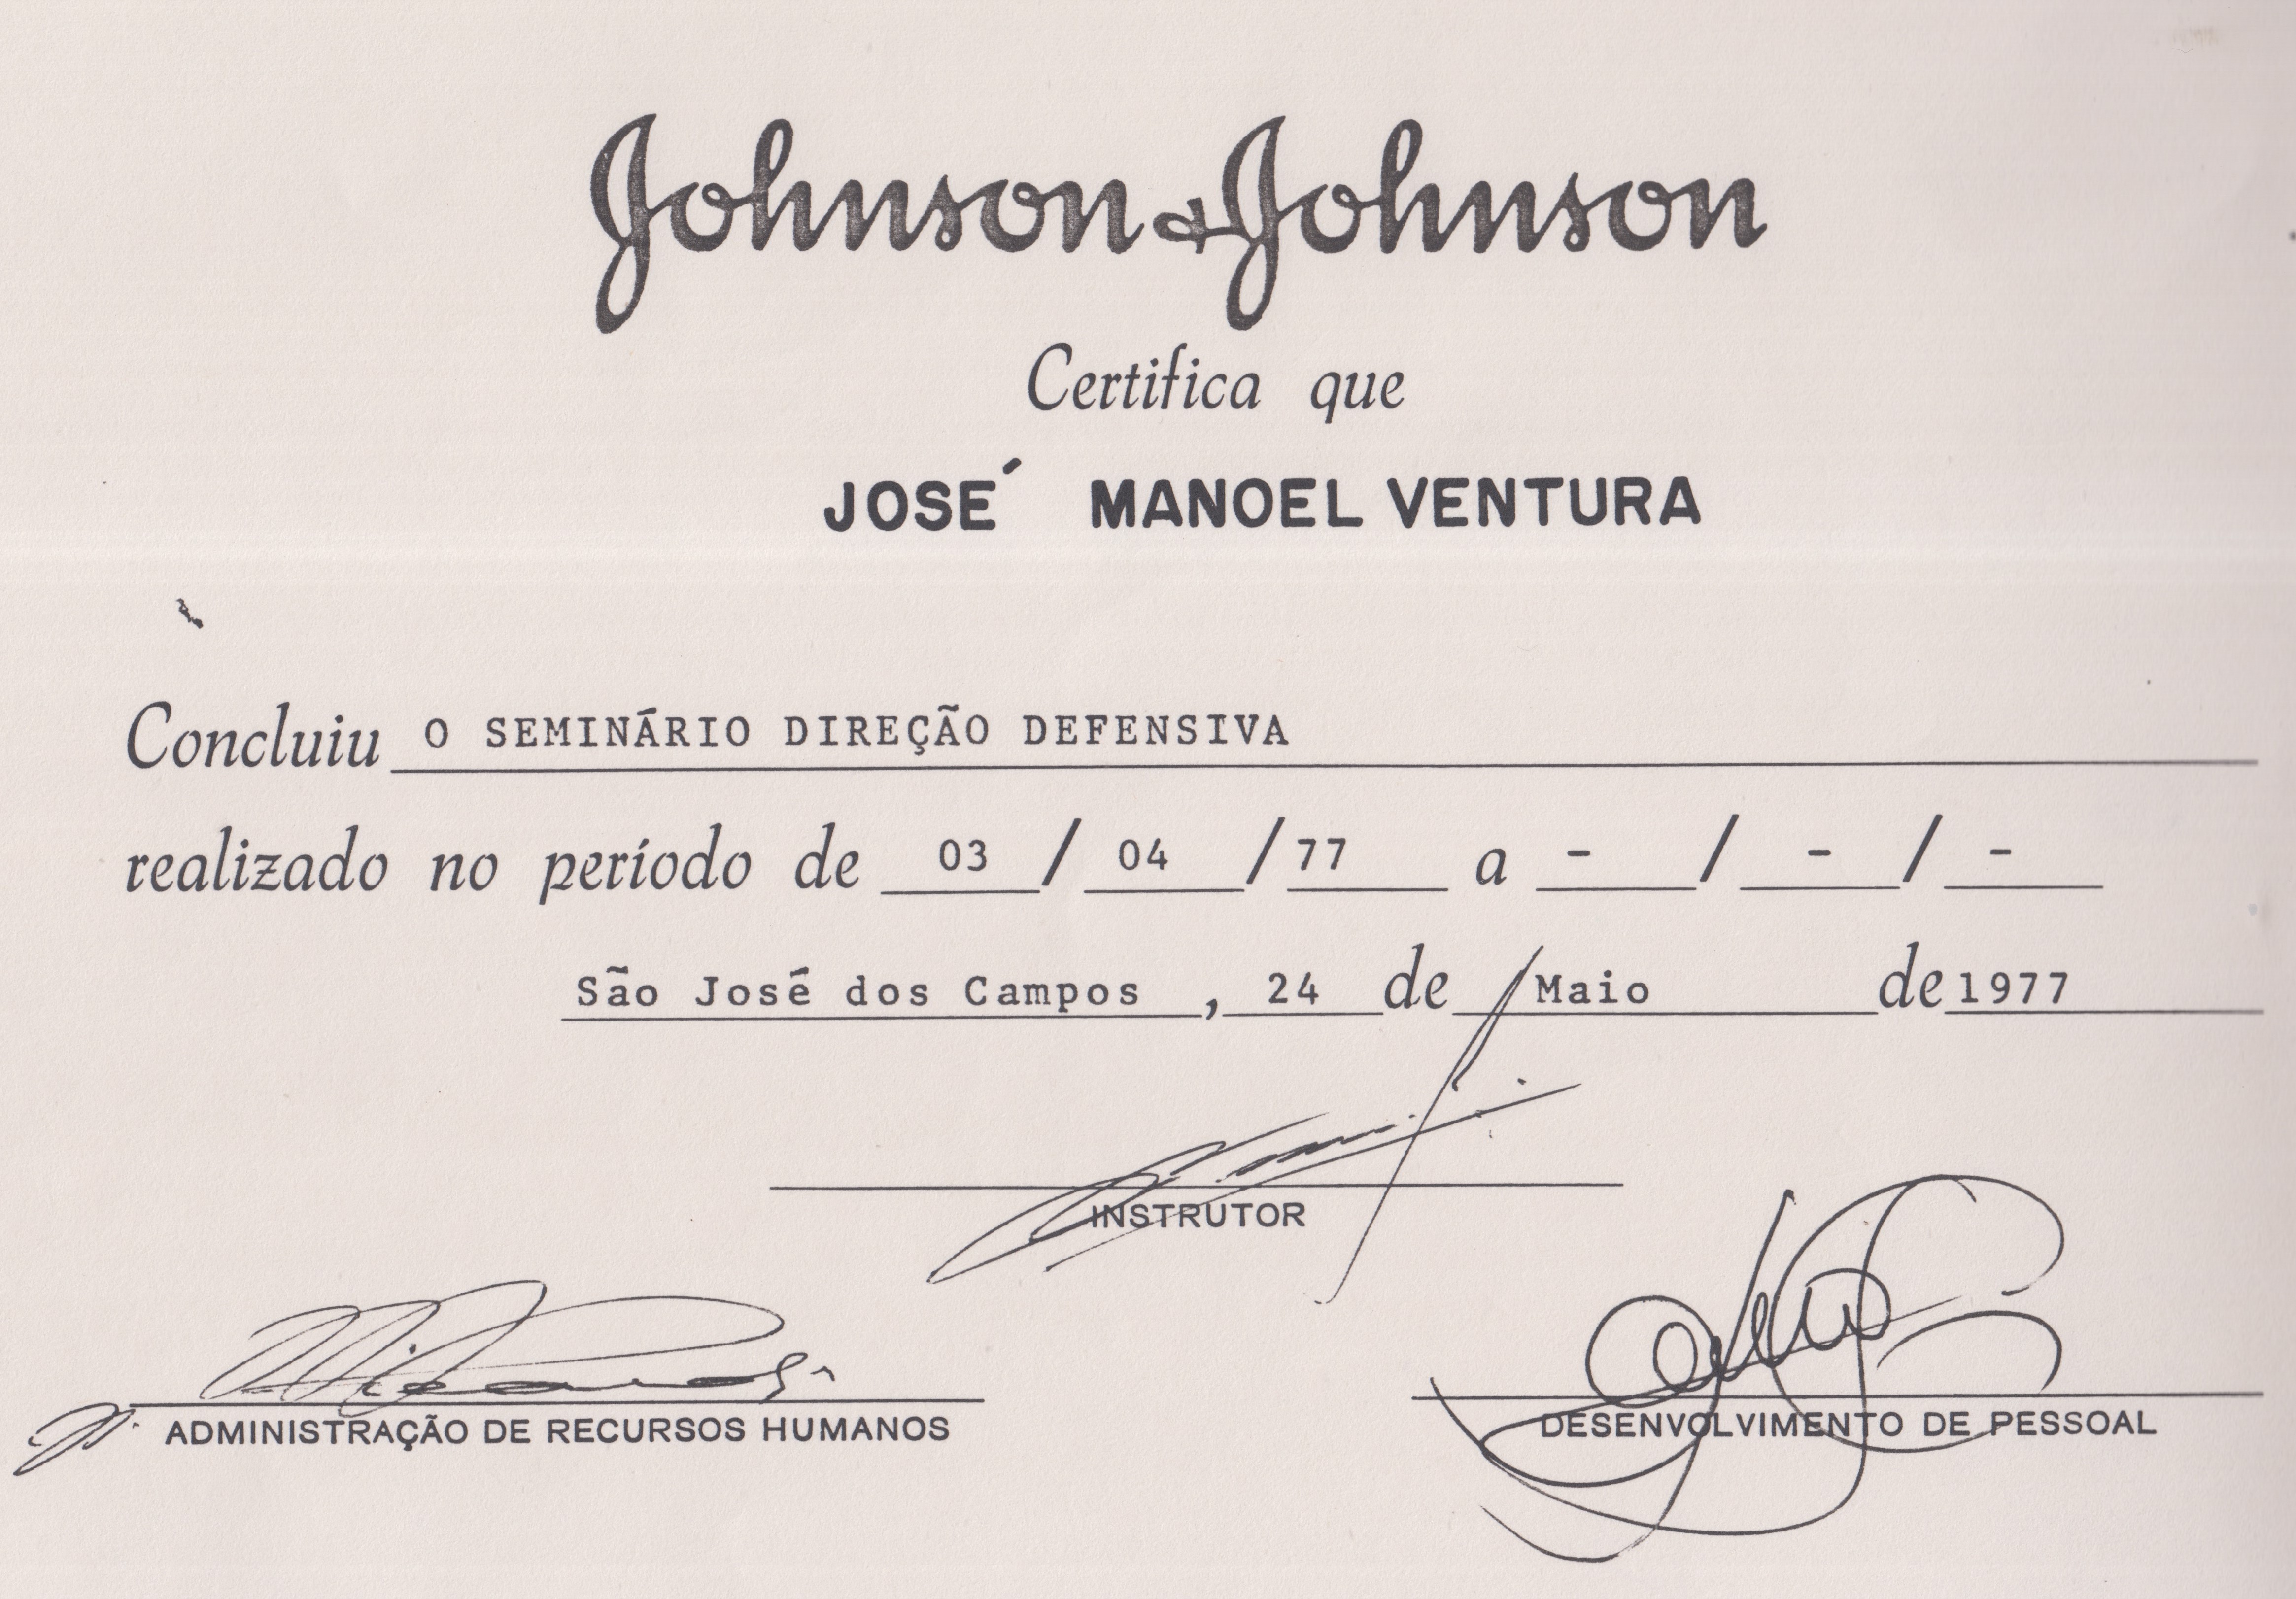 Johnson & Johnson
Certifica que
JOSÉ MANOEL VENTURA
Concluiu O SEMINÁRIO DIREÇÃO DEFENSIVA
realizado no período de 03 / 04 / 77 a - / - / -
São José dos Campos , 24 de Maio de 1977
INSTRUTOR
ADMINISTRAÇÃO DE RECURSOS HUMANOS
DESENVOLVIMENTO DE PESSOAL